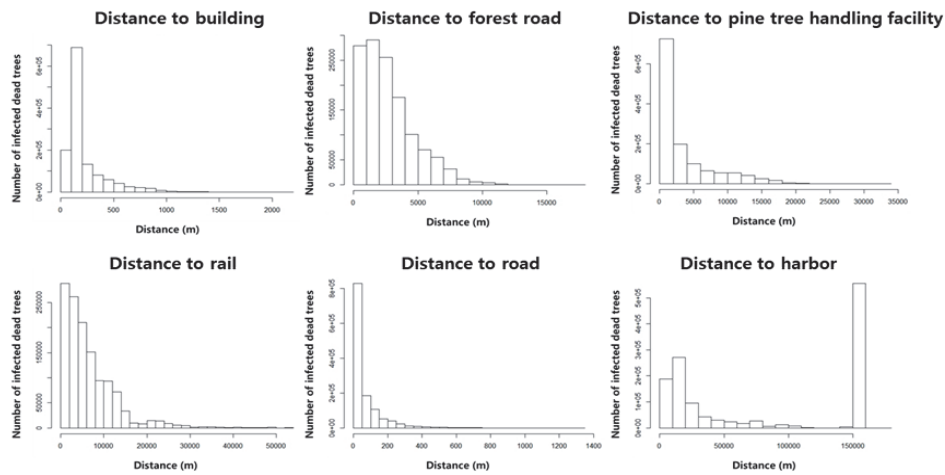 Distance to building
Number of infected dead trees
6e+05
4e+05
2e+05
0e+00
0 500 1000 1500 2000
Distance (m)
Distance to forest road
Number of infected dead trees
250000
150000
50000
0
0 5000 10000 15000
Distance (m)
Distance to pine tree handling facility
Number of infected dead trees
6e+05
4e+05
2e+05
0e+00
0 5000 10000 15000 20000 25000 30000 35000
Distance (m)
Distance to rail
Number of infected dead trees
250000
150000
50000
0
0 10000 20000 30000 40000 50000
Distance (m)
Distance to road
Number of infected dead trees
8e+05
6e+05
4e+05
2e+05
0e+00
0 200 400 600 800 1000 1200 1400
Distance (m)
Distance to harbor
Number of infected dead trees
5e+05
4e+05
3e+05
2e+05
1e+05
0e+00
0 50000 100000 150000
Distance (m)